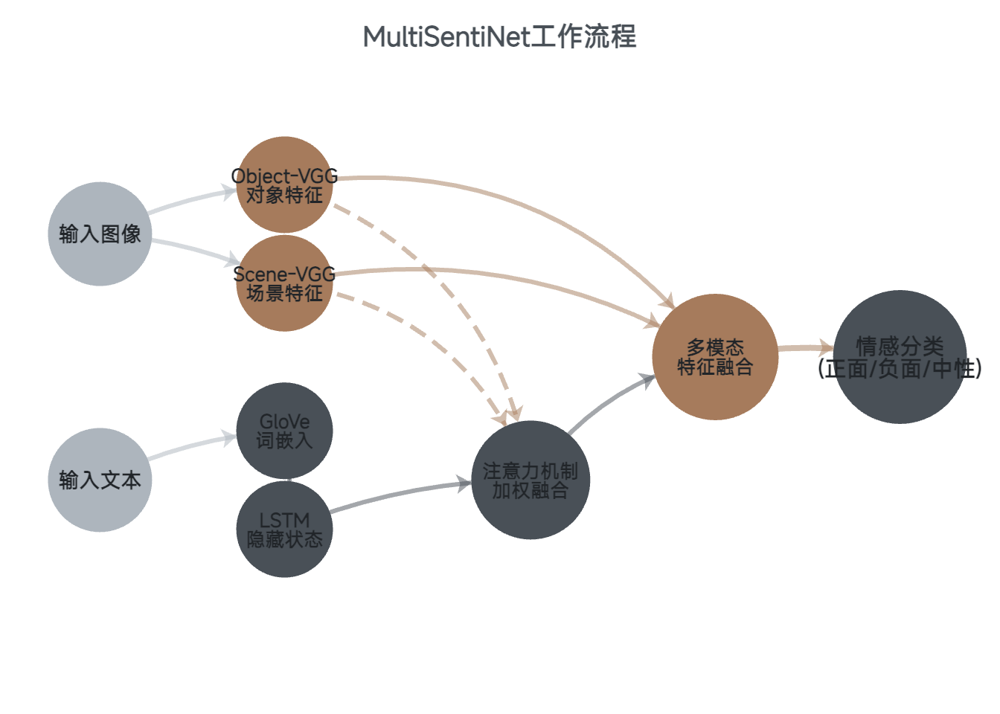 MultiSentiNet工作流程
输入图像
Object-VGG
对象特征
Scene-VGG
场景特征
输入文本
GloVe
词嵌入
LSTM
隐藏状态
注意力机制
加权融合
多模态
特征融合
情感分类
(正面/负面/中性)